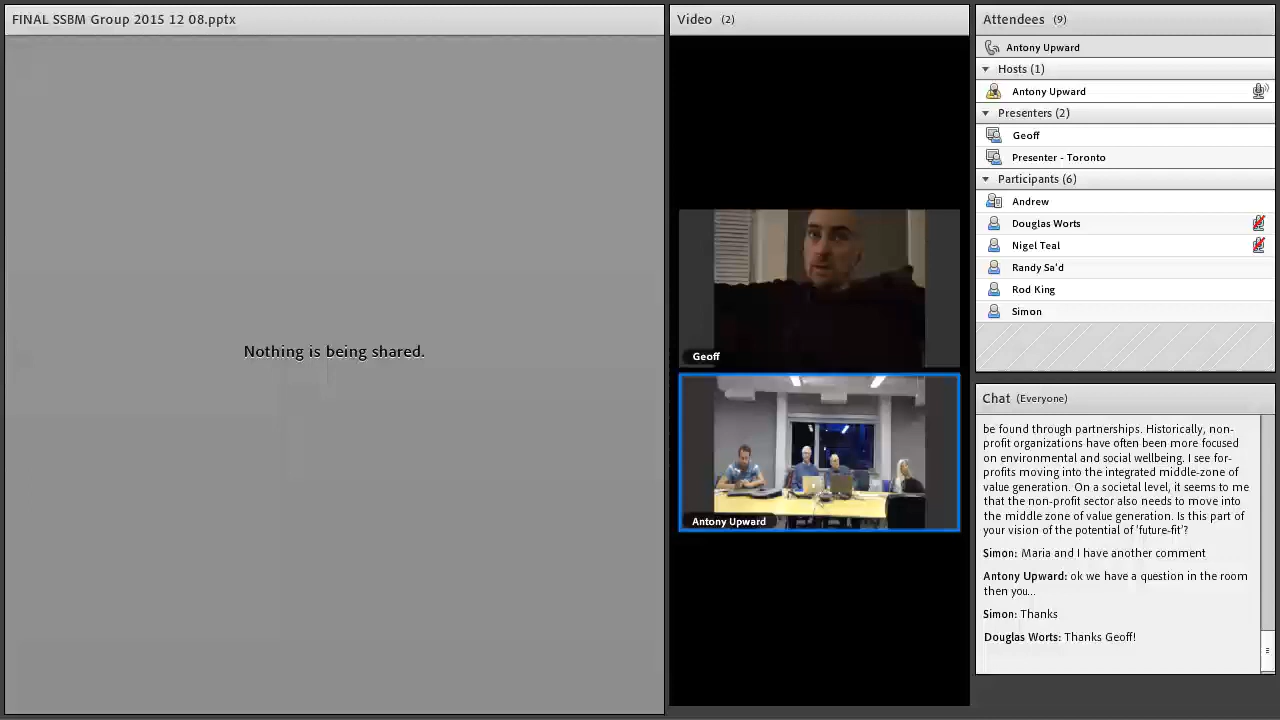 FINAL SSBM Group 2015 12 08.pptx
Nothing is being shared.
Video (2)
Geoff
Antony Upward
Attendees (9)
Antony Upward
Hosts (1)
Antony Upward
Presenters (2)
Geoff
Presenter - Toronto
Participants (6)
Andrew
Douglas Worts
Nigel Teal
Randy Sa'd
Rod King
Simon
Chat (Everyone)
be found through partnerships. Historically, non-
profit organizations have often been more focused
on environmental and social wellbeing. I see for-
profits moving into the integrated middle-zone of
value generation. On a societal level, it seems to me
that the non-profit sector also needs to move into
the middle zone of value generation. Is this part of
your vision of the potential of 'future-fit'?
Simon: Maria and I have another comment
Antony Upward: ok we have a question in the room
then you...
Simon: Thanks
Douglas Worts: Thanks Geoff!